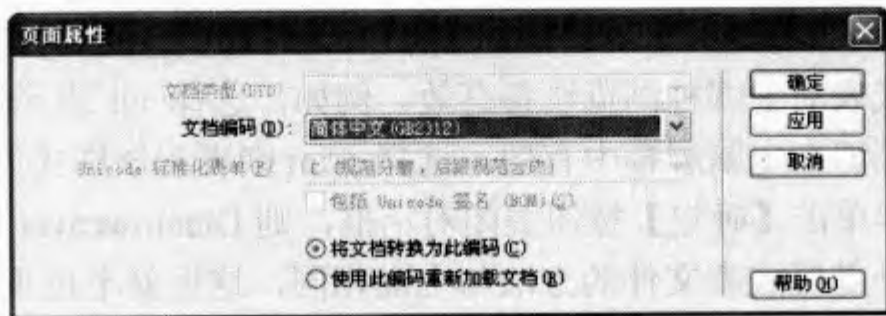 页面属性
文档类型(DTD)
确定
文档编码(D):
简体中文(GB2312)
应用
Unicode 标准化表单(F)
C (规范分解，后跟规范合成)
取消
包括 Unicode 签名 (BOM)(S)
将文档转换为此编码(C)
使用此编码重新加载文档(R)
帮助(H)